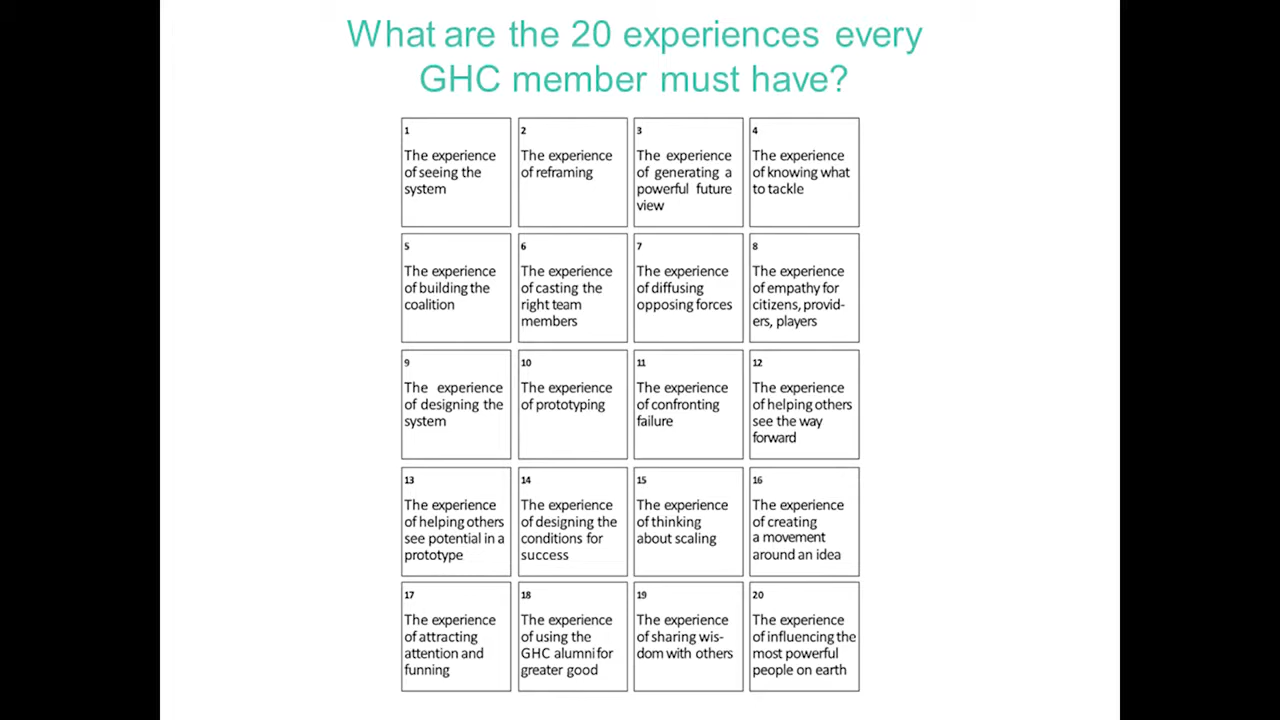 What are the 20 experiences every
GHC member must have?
1
The experience
of seeing the
system
2
The experience
of reframing
3
The experience
of generating a
powerful future
view
4
The experience
of knowing what
to tackle
5
The experience
of building the
coalition
6
The experience
of casting the
right team
members
7
The experience
of diffusing
opposing forces
8
The experience
of empathy for
citizens, provid-
ers, players
9
The experience
of designing the
system
10
The experience
of prototyping
11
The experience
of confronting
failure
12
The experience
of helping others
see the way
forward
13
The experience
of helping others
see potential in a
prototype
14
The experience
of designing the
conditions for
success
15
The experience
of thinking
about scaling
16
The experience
of creating
a movement
around an idea
17
The experience
of attracting
attention and
funning
18
The experience
of using the
GHC alumni for
greater good
19
The experience
of sharing wis-
dom with others
20
The experience
of influencing the
most powerful
people on earth